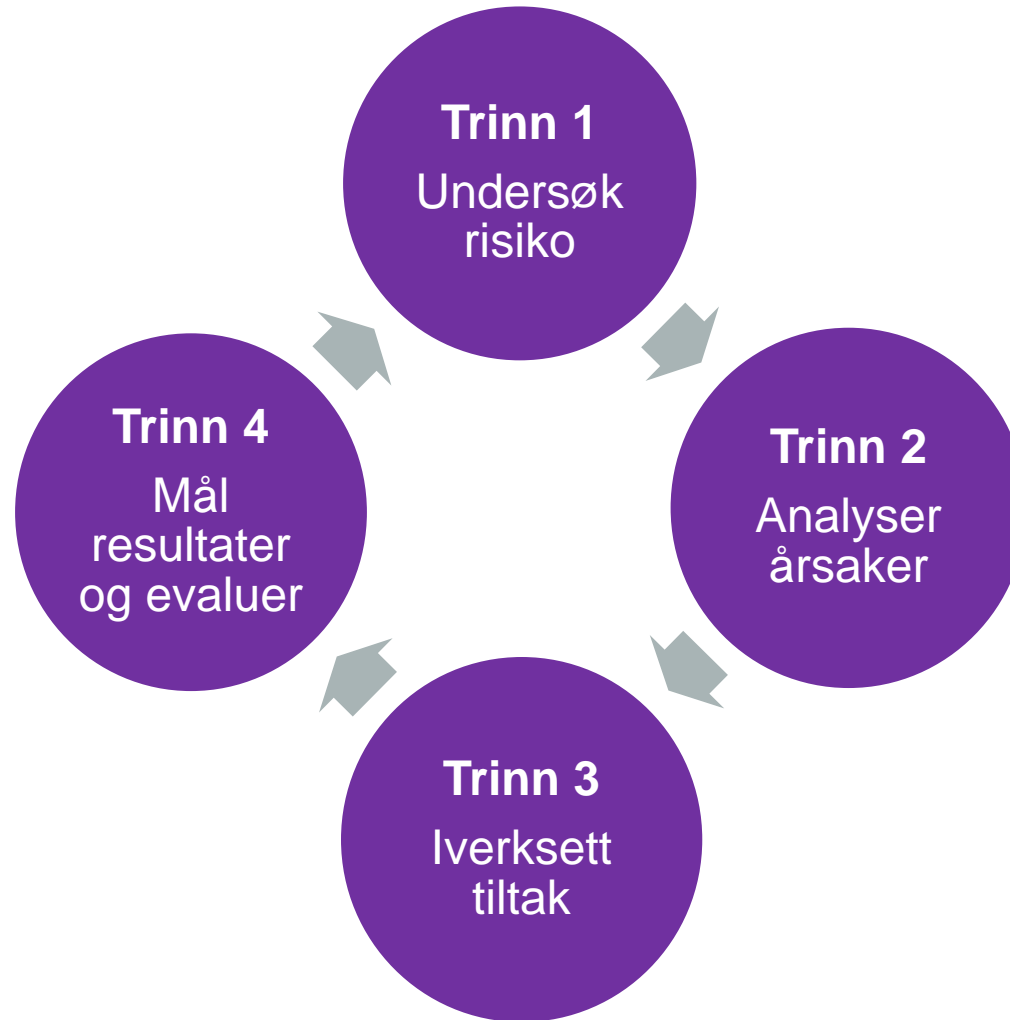 Trinn 1
Undersøk
risiko
Trinn 2
Analyser
årsaker
Trinn 3
Iverksett
tiltak
Trinn 4
Mål
resultater
og evaluer